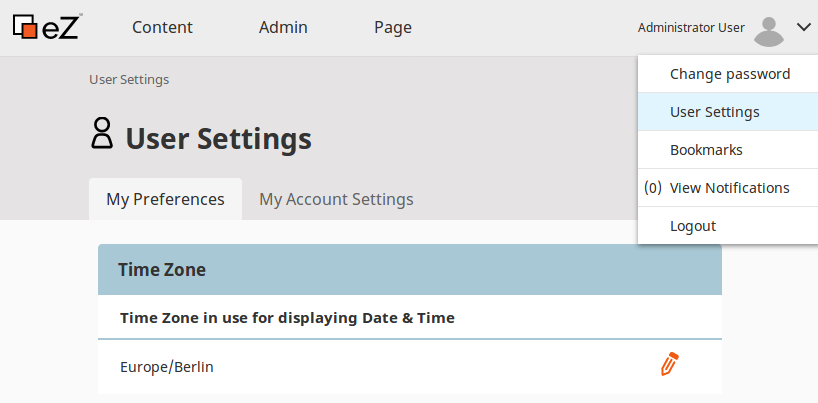 eZ Content Admin Page Administrator User
Change password
User Settings
Bookmarks
(0) View Notifications
Logout
User Settings
User Settings
My Preferences My Account Settings
Time Zone
Time Zone in use for displaying Date & Time
Europe/Berlin